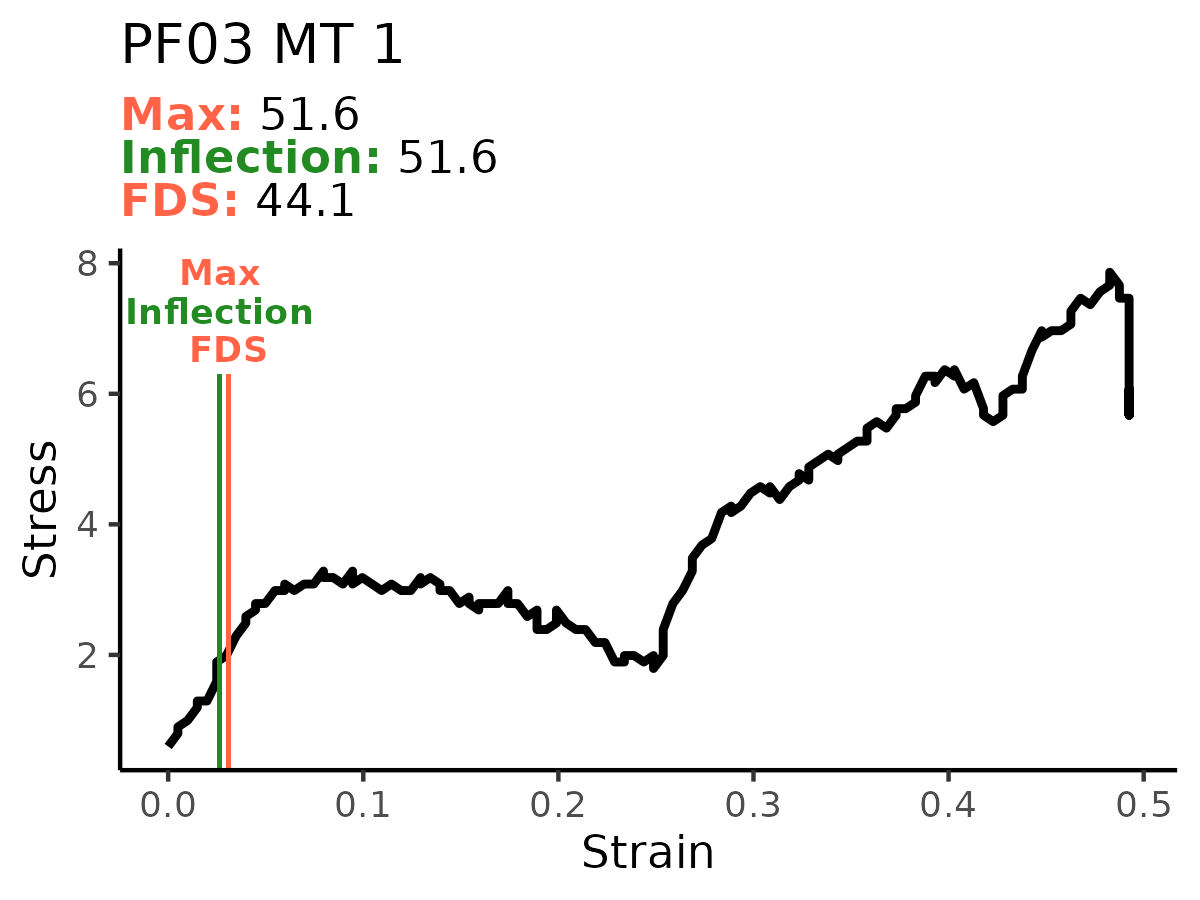 PF03 MT 1
Max: 51.6
Inflection: 51.6
FDS: 44.1
Max
Inflection
FDS
8
6
4
2
Stress
0.0 0.1 0.2 0.3 0.4 0.5
Strain